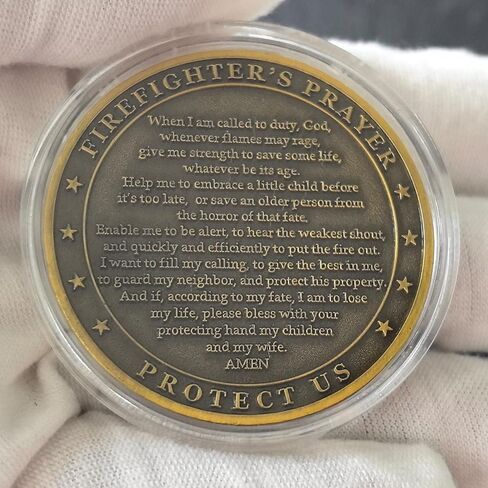 FIREFIGHTER'S PRAYER
When I am called to duty, God,
whenever flames may rage,
give me strength to save some life,
whatever be its age.
Help me to embrace a little child before
it's too late, or save an older person from
the horror of that fate.
Enable me to be alert, to hear the weakest shout,
and quickly and efficiently to put the fire out.
I want to fill my calling, to give the best in me,
to guard my neighbor, and protect his property.
And if, according to my fate, I am to lose
my life, please bless with your
protecting hand my children
and my wife.
AMEN
PROTECT US